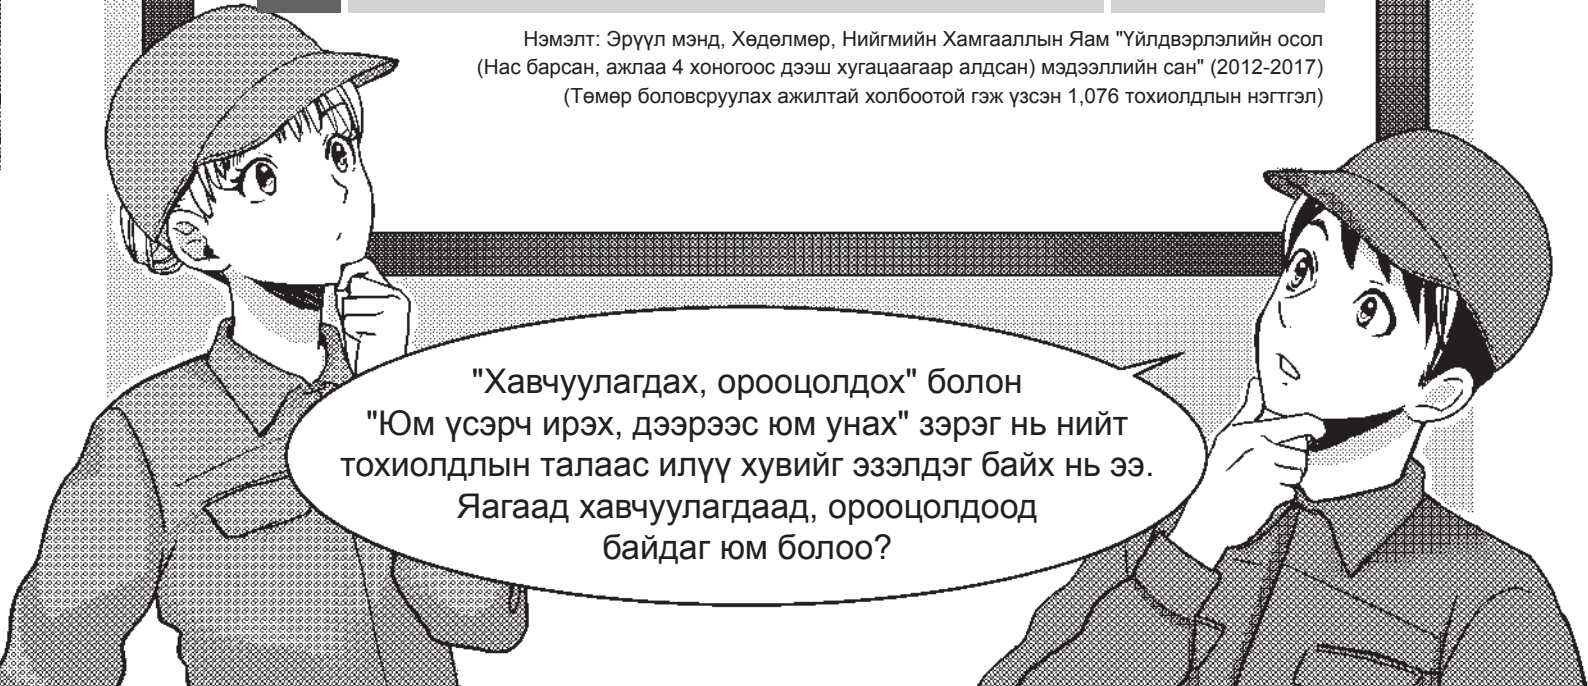 Нэмэлт: Эрүүл мэнд, Хөдөлмөр, Нийгмийн Хамгааллын Яам "Үйлдвэрлэлийн осол
(Нас барсан, ажлаа 4 хоногоос дээш хугацаагаар алдсан) мэдээллийн сан" (2012-2017)
(Төмөр боловсруулах ажилтай холбоотой гэж үзсэн 1,076 тохиолдлын нэгтгэл)
"Хавчуулагдах, орооцолдох" болон
"Юм үсэрч ирэх, дээрээс юм унах" зэрэг нь нийт
тохиолдлын талаас илүү хувийг эзэлдэг байх нь ээ.
Яагаад хавчуулагдаад, орооцолдоод
байдаг юм болоо?